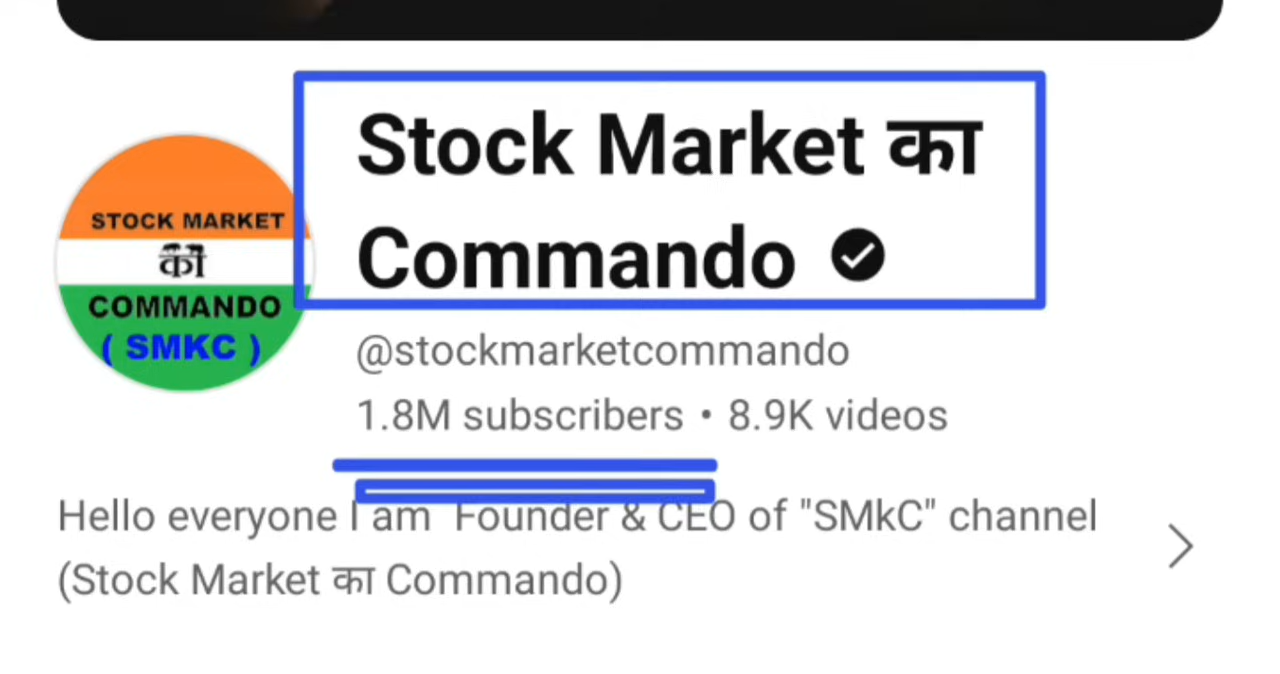 STOCK MARKET
का
COMMANDO
( SMKC )
Stock Market का
Commando
@stockmarketcommando
1.8M subscribers • 8.9K videos
Hello everyone I am  Founder & CEO of "SMkC" channel
(Stock Market का Commando)